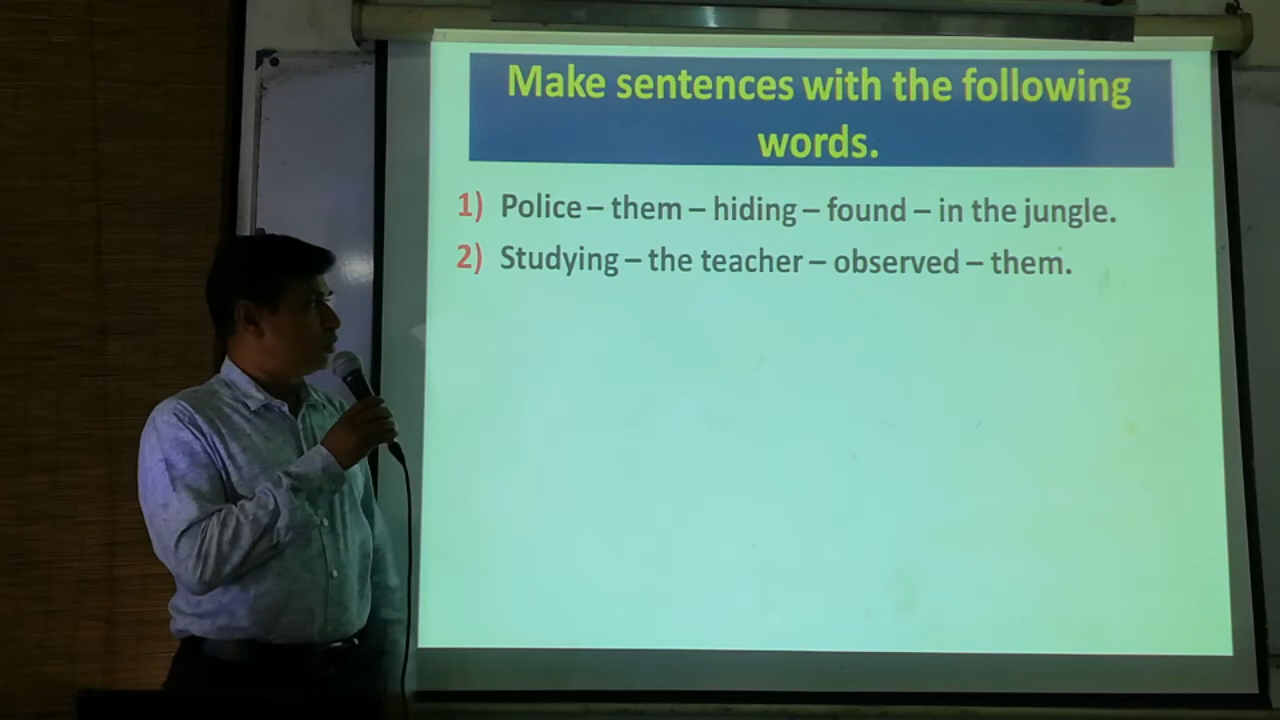 Make sentences with the following
words.
1) Police – them – hiding – found – in the jungle.
2) Studying – the teacher – observed – them.